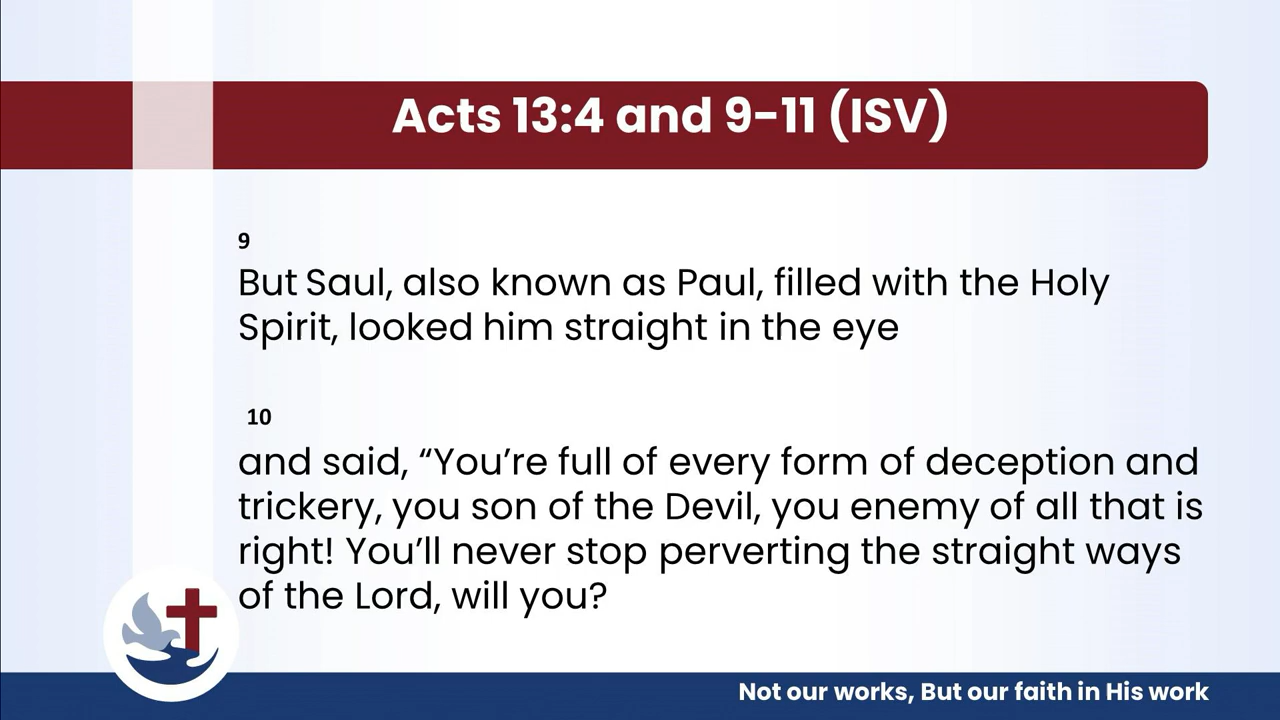 Acts 13:4 and 9-11 (ISV)
9
But Saul, also known as Paul, filled with the Holy
Spirit, looked him straight in the eye
10
and said, “You’re full of every form of deception and
trickery, you son of the Devil, you enemy of all that is
right! You’ll never stop perverting the straight ways
of the Lord, will you?
Not our works, But our faith in His work